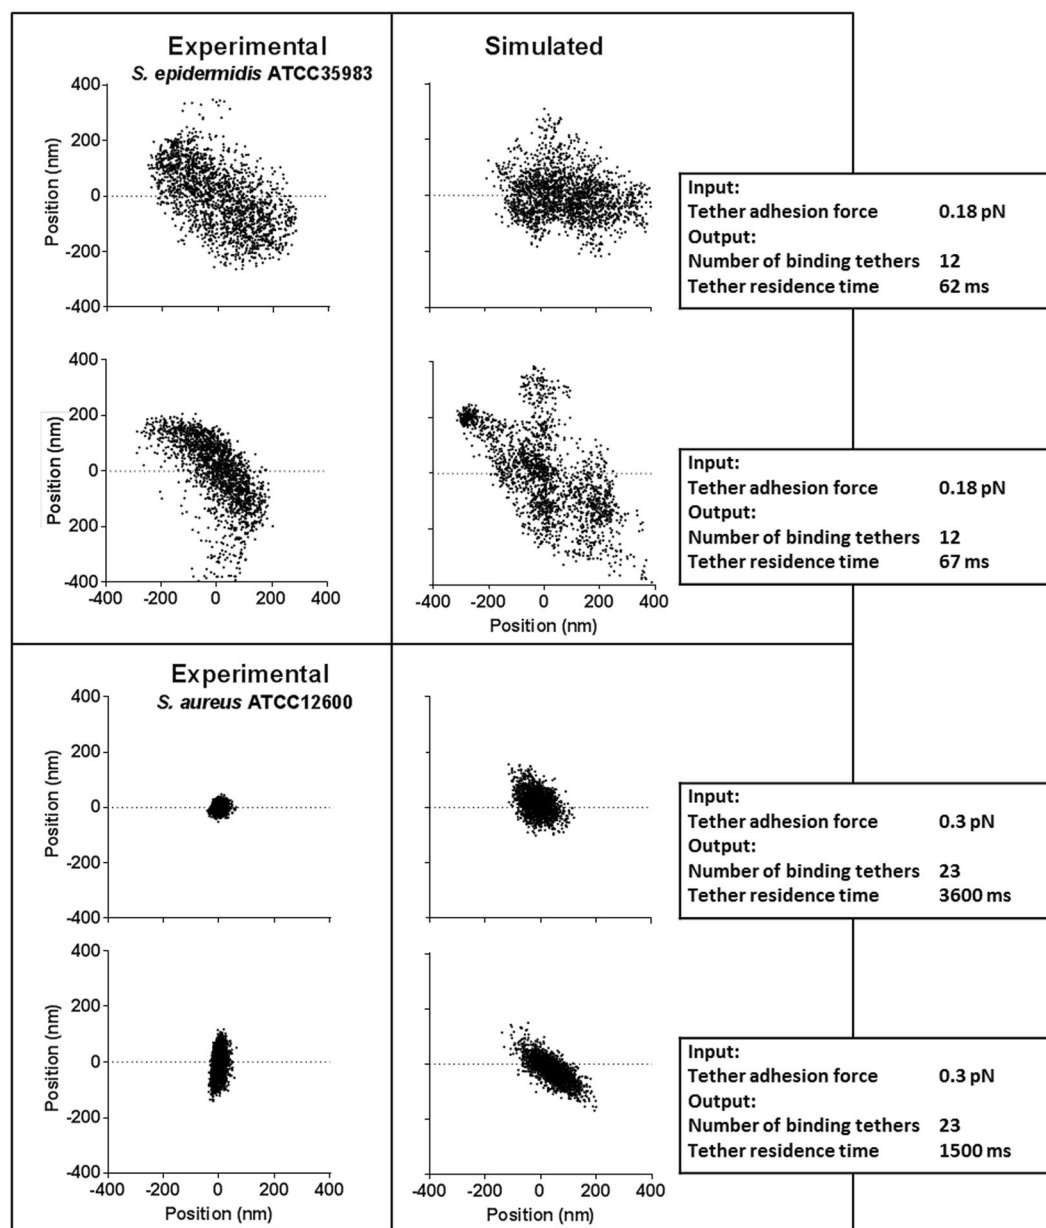 Experimental
S. epidermidis ATCC35983
Simulated
Position (nm)
400
200
0
-200
-400
Input:
Tether adhesion force 0.18 pN
Output:
Number of binding tethers 12
Tether residence time 62 ms
Position (nm)
400
200
0
200
400
-400 -200 0 200 400
-400 -200 0 200 400
Position (nm)
Input:
Tether adhesion force 0.18 pN
Output:
Number of binding tethers 12
Tether residence time 67 ms
Experimental
S. aureus ATCC12600
Position (nm)
400
200
0
-200
-400
Input:
Tether adhesion force 0.3 pN
Output:
Number of binding tethers 23
Tether residence time 3600 ms
Position (nm)
400
200
0
-200
-400
-400 -200 0 200 400
Position (nm)
-400 -200 0 200 400
Position (nm)
Input:
Tether adhesion force 0.3 pN
Output:
Number of binding tethers 23
Tether residence time 1500 ms